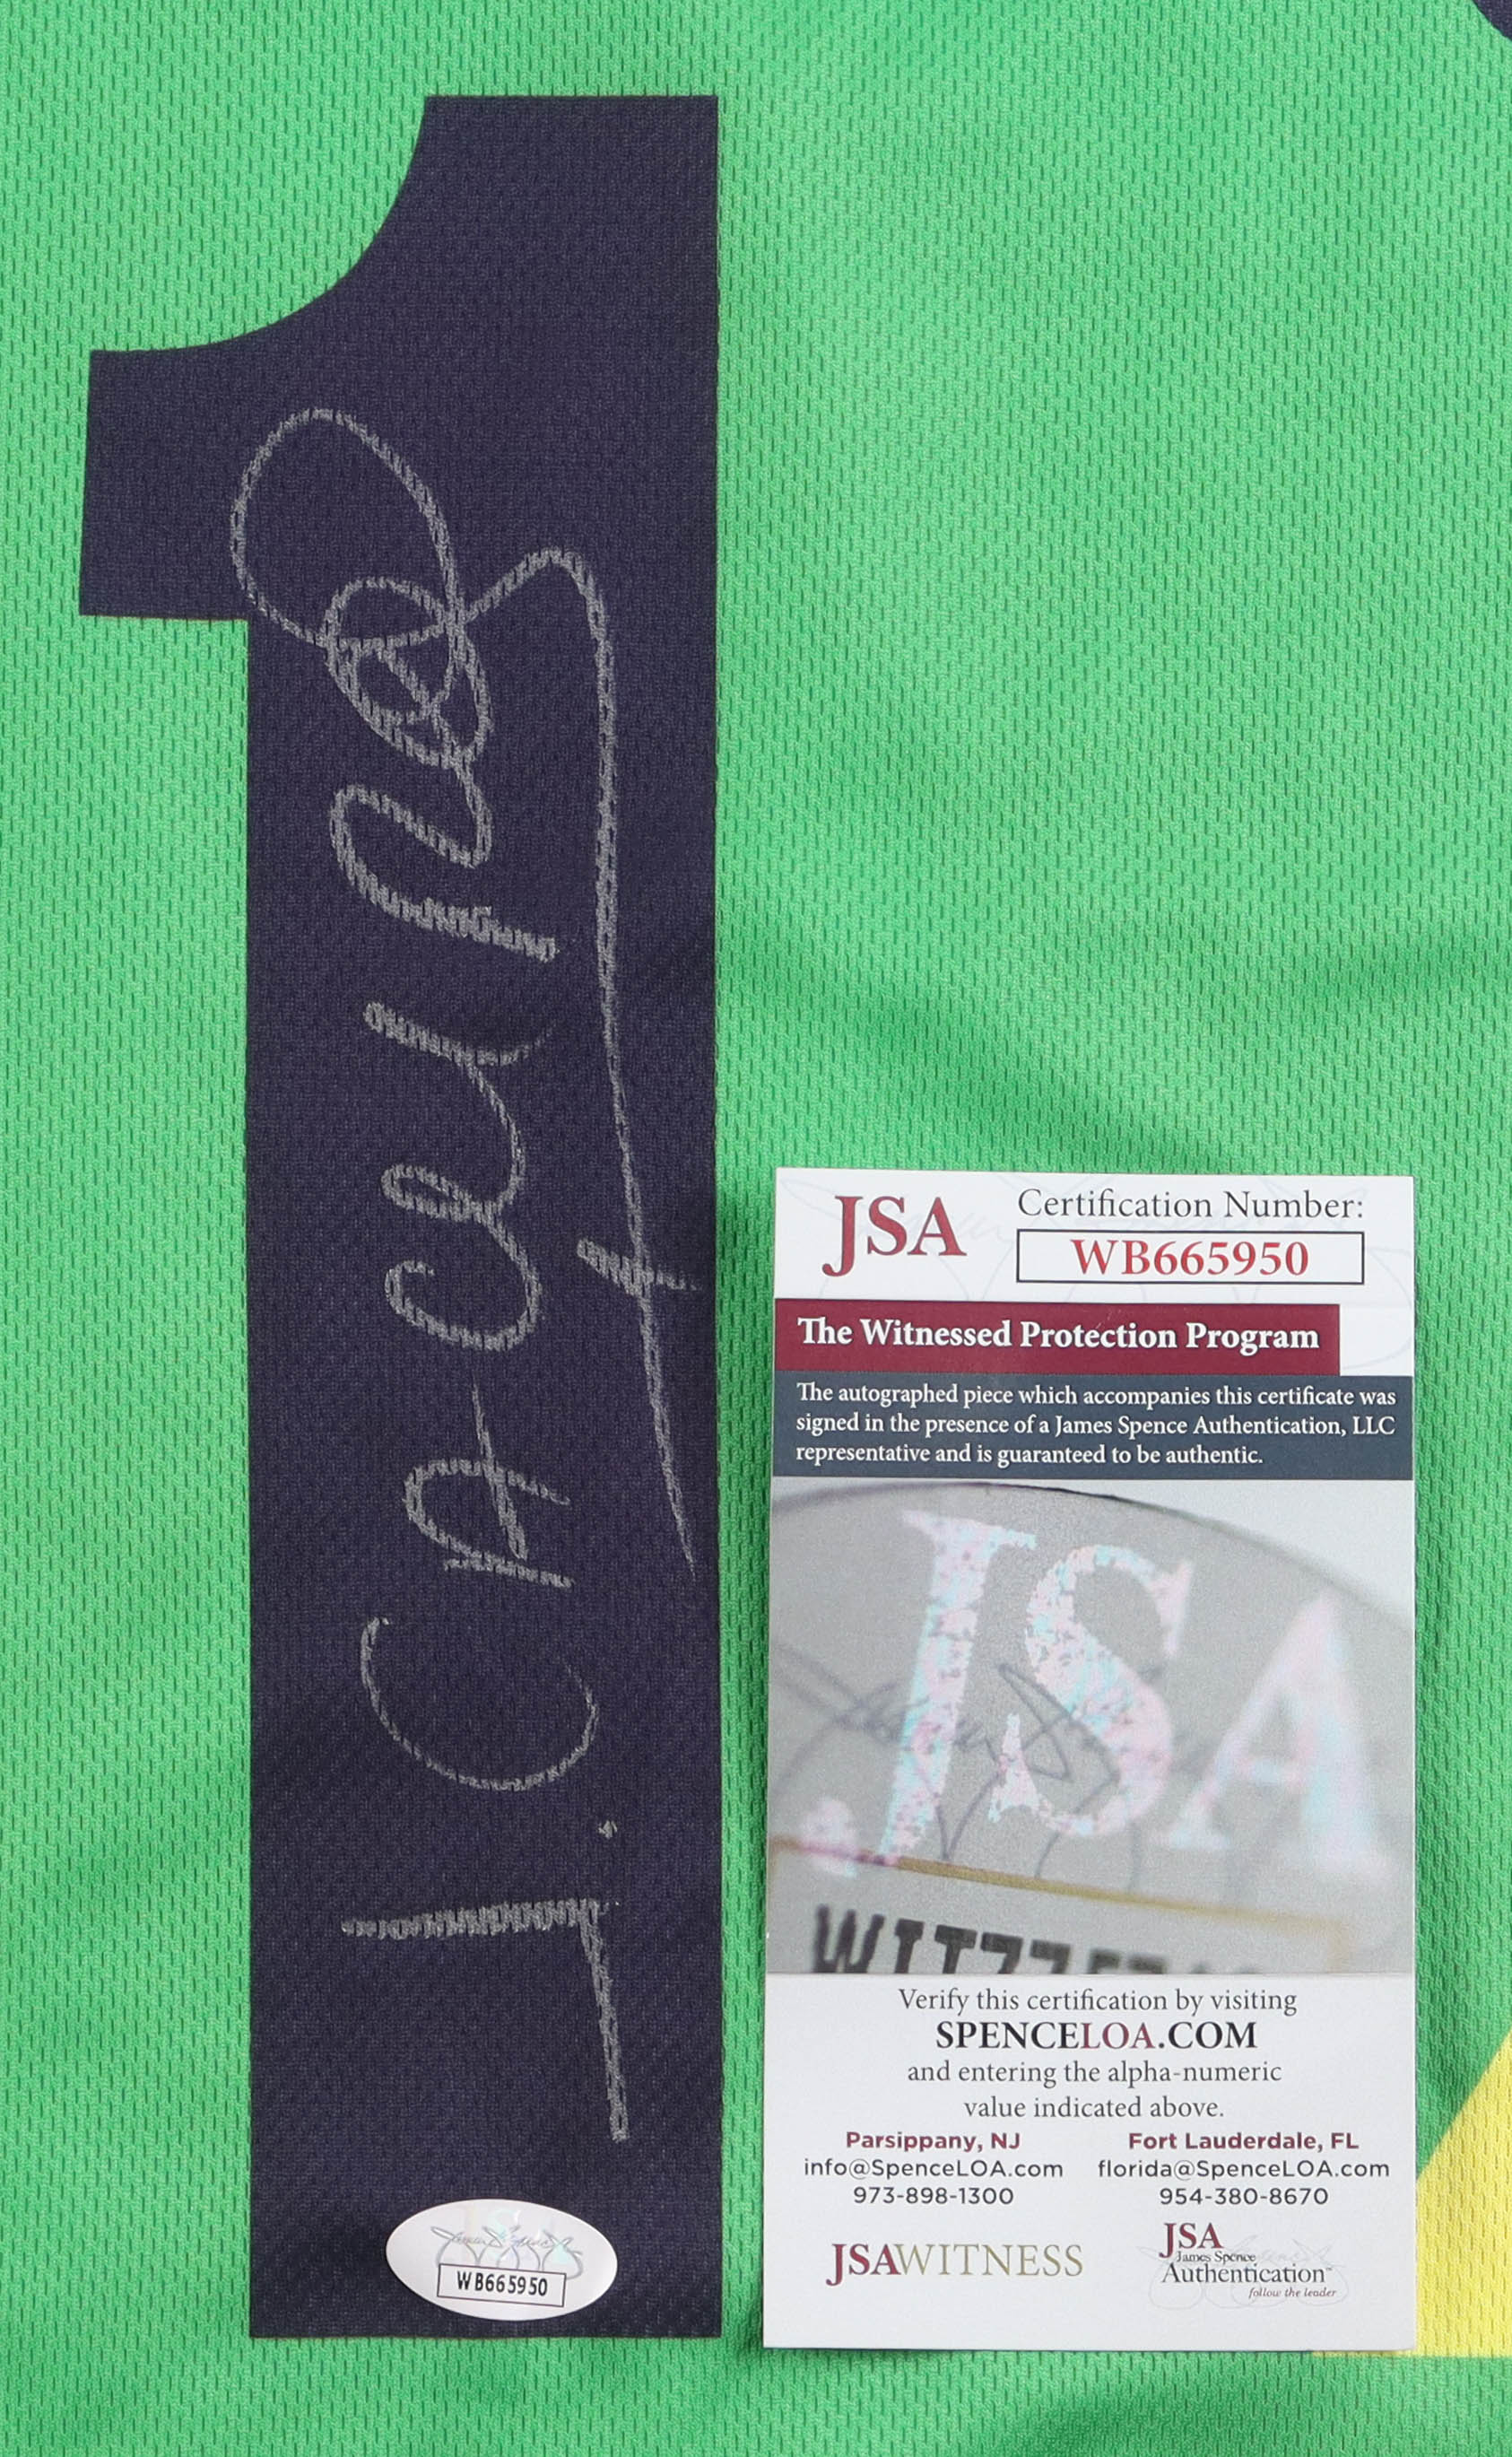 1
J. CAcuna
WB665950
JSA
Certification Number:
WB665950
The Witnessed Protection Program
The autographed piece which accompanies this certificate was
signed in the presence of a James Spence Authentication, LLC
representative and is guaranteed to be authentic.
JSA
Verify this certification by visiting
SPENCELOA.COM
and entering the alpha-numeric
value indicated above.
Parsippany, NJ
info@SpenceLOA.com
973-898-1300
Fort Lauderdale, FL
florida@SpenceLOA.com
954-380-8670
JSAWITNESS
JSA
James Spence
Authentication™
follow the leader